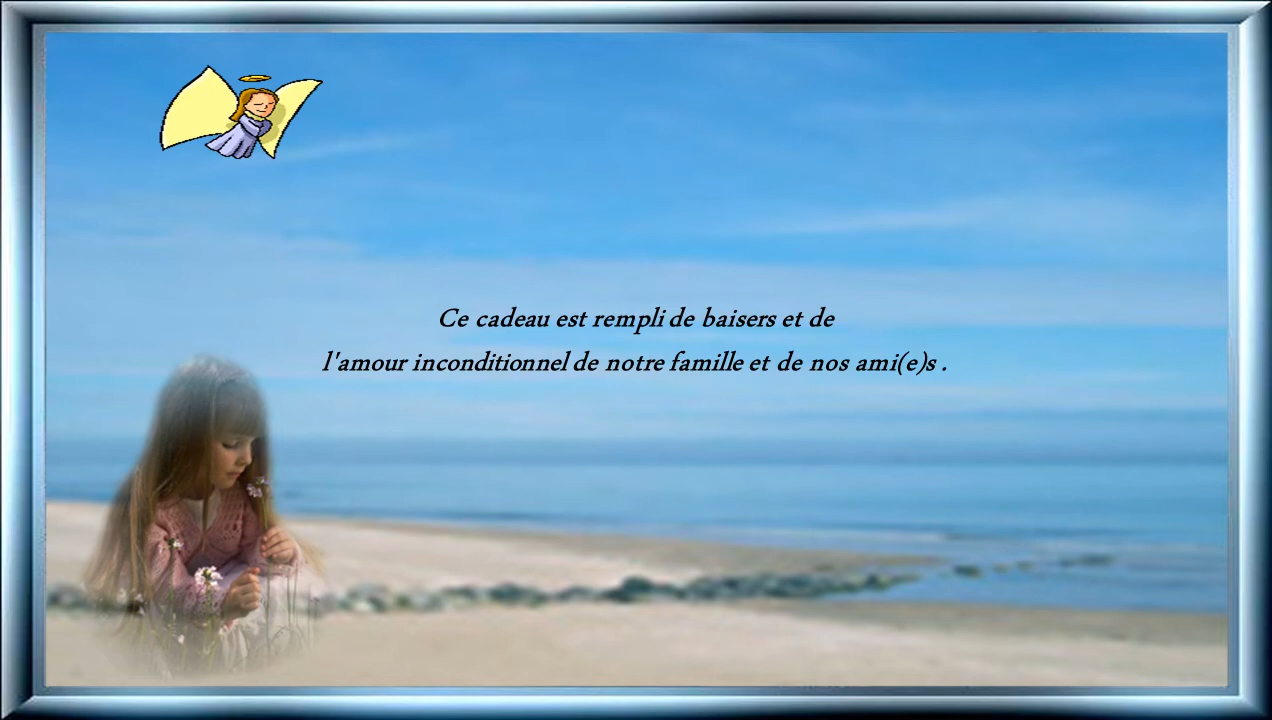 Ce cadeau est rempli de baisers et de
l'amour inconditionnel de notre famille et de nos ami(e)s .